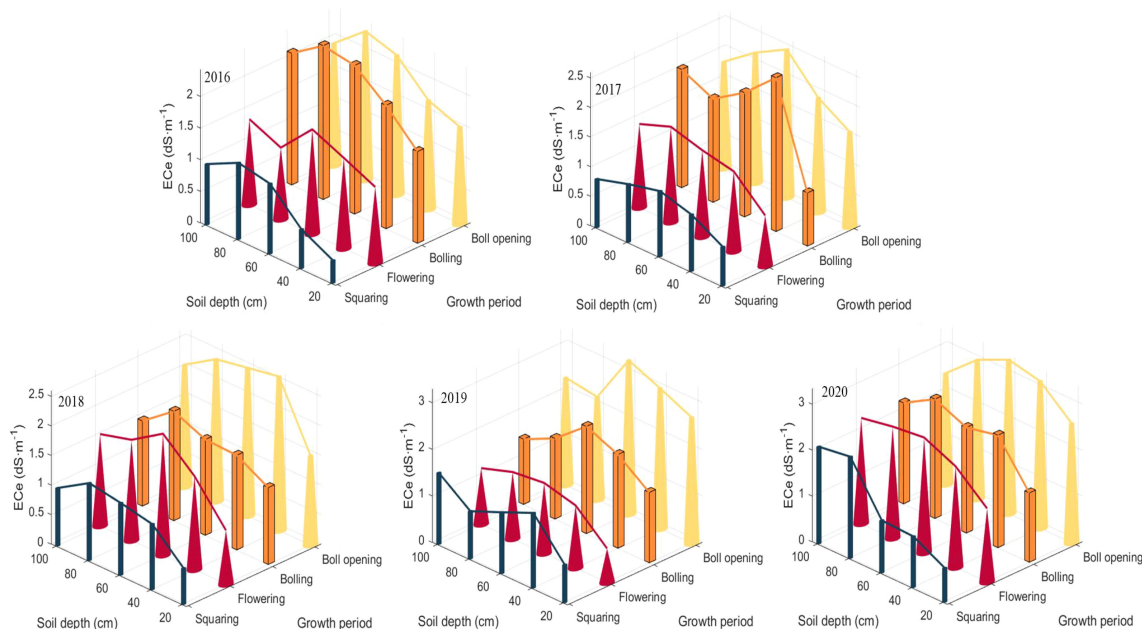 2016
2
1.5
1
0.5
0
ECe (dS·m⁻¹)
100
80
60
40
20
Soil depth (cm)
Squaring
Flowering
Bolling
Boll opening
Growth period
2017
2.5
2
1.5
1
0.5
0
ECe (dS·m⁻¹)
100
80
60
40
20
Soil depth (cm)
Squaring
Flowering
Bolling
Boll opening
Growth period
2018
2.5
2
1.5
1
0.5
0
ECe (dS·m⁻¹)
100
80
60
40
20
Soil depth (cm)
Squaring
Flowering
Bolling
Boll opening
Growth period
2019
3
2
1
0
ECe (dS·m⁻¹)
100
80
60
40
20
Soil depth (cm)
Squaring
Flowering
Bolling
Boll opening
Growth period
2020
3
2
1
0
ECe (dS·m⁻¹)
100
80
60
40
20
Soil depth (cm)
Squaring
Flowering
Bolling
Boll opening
Growth period